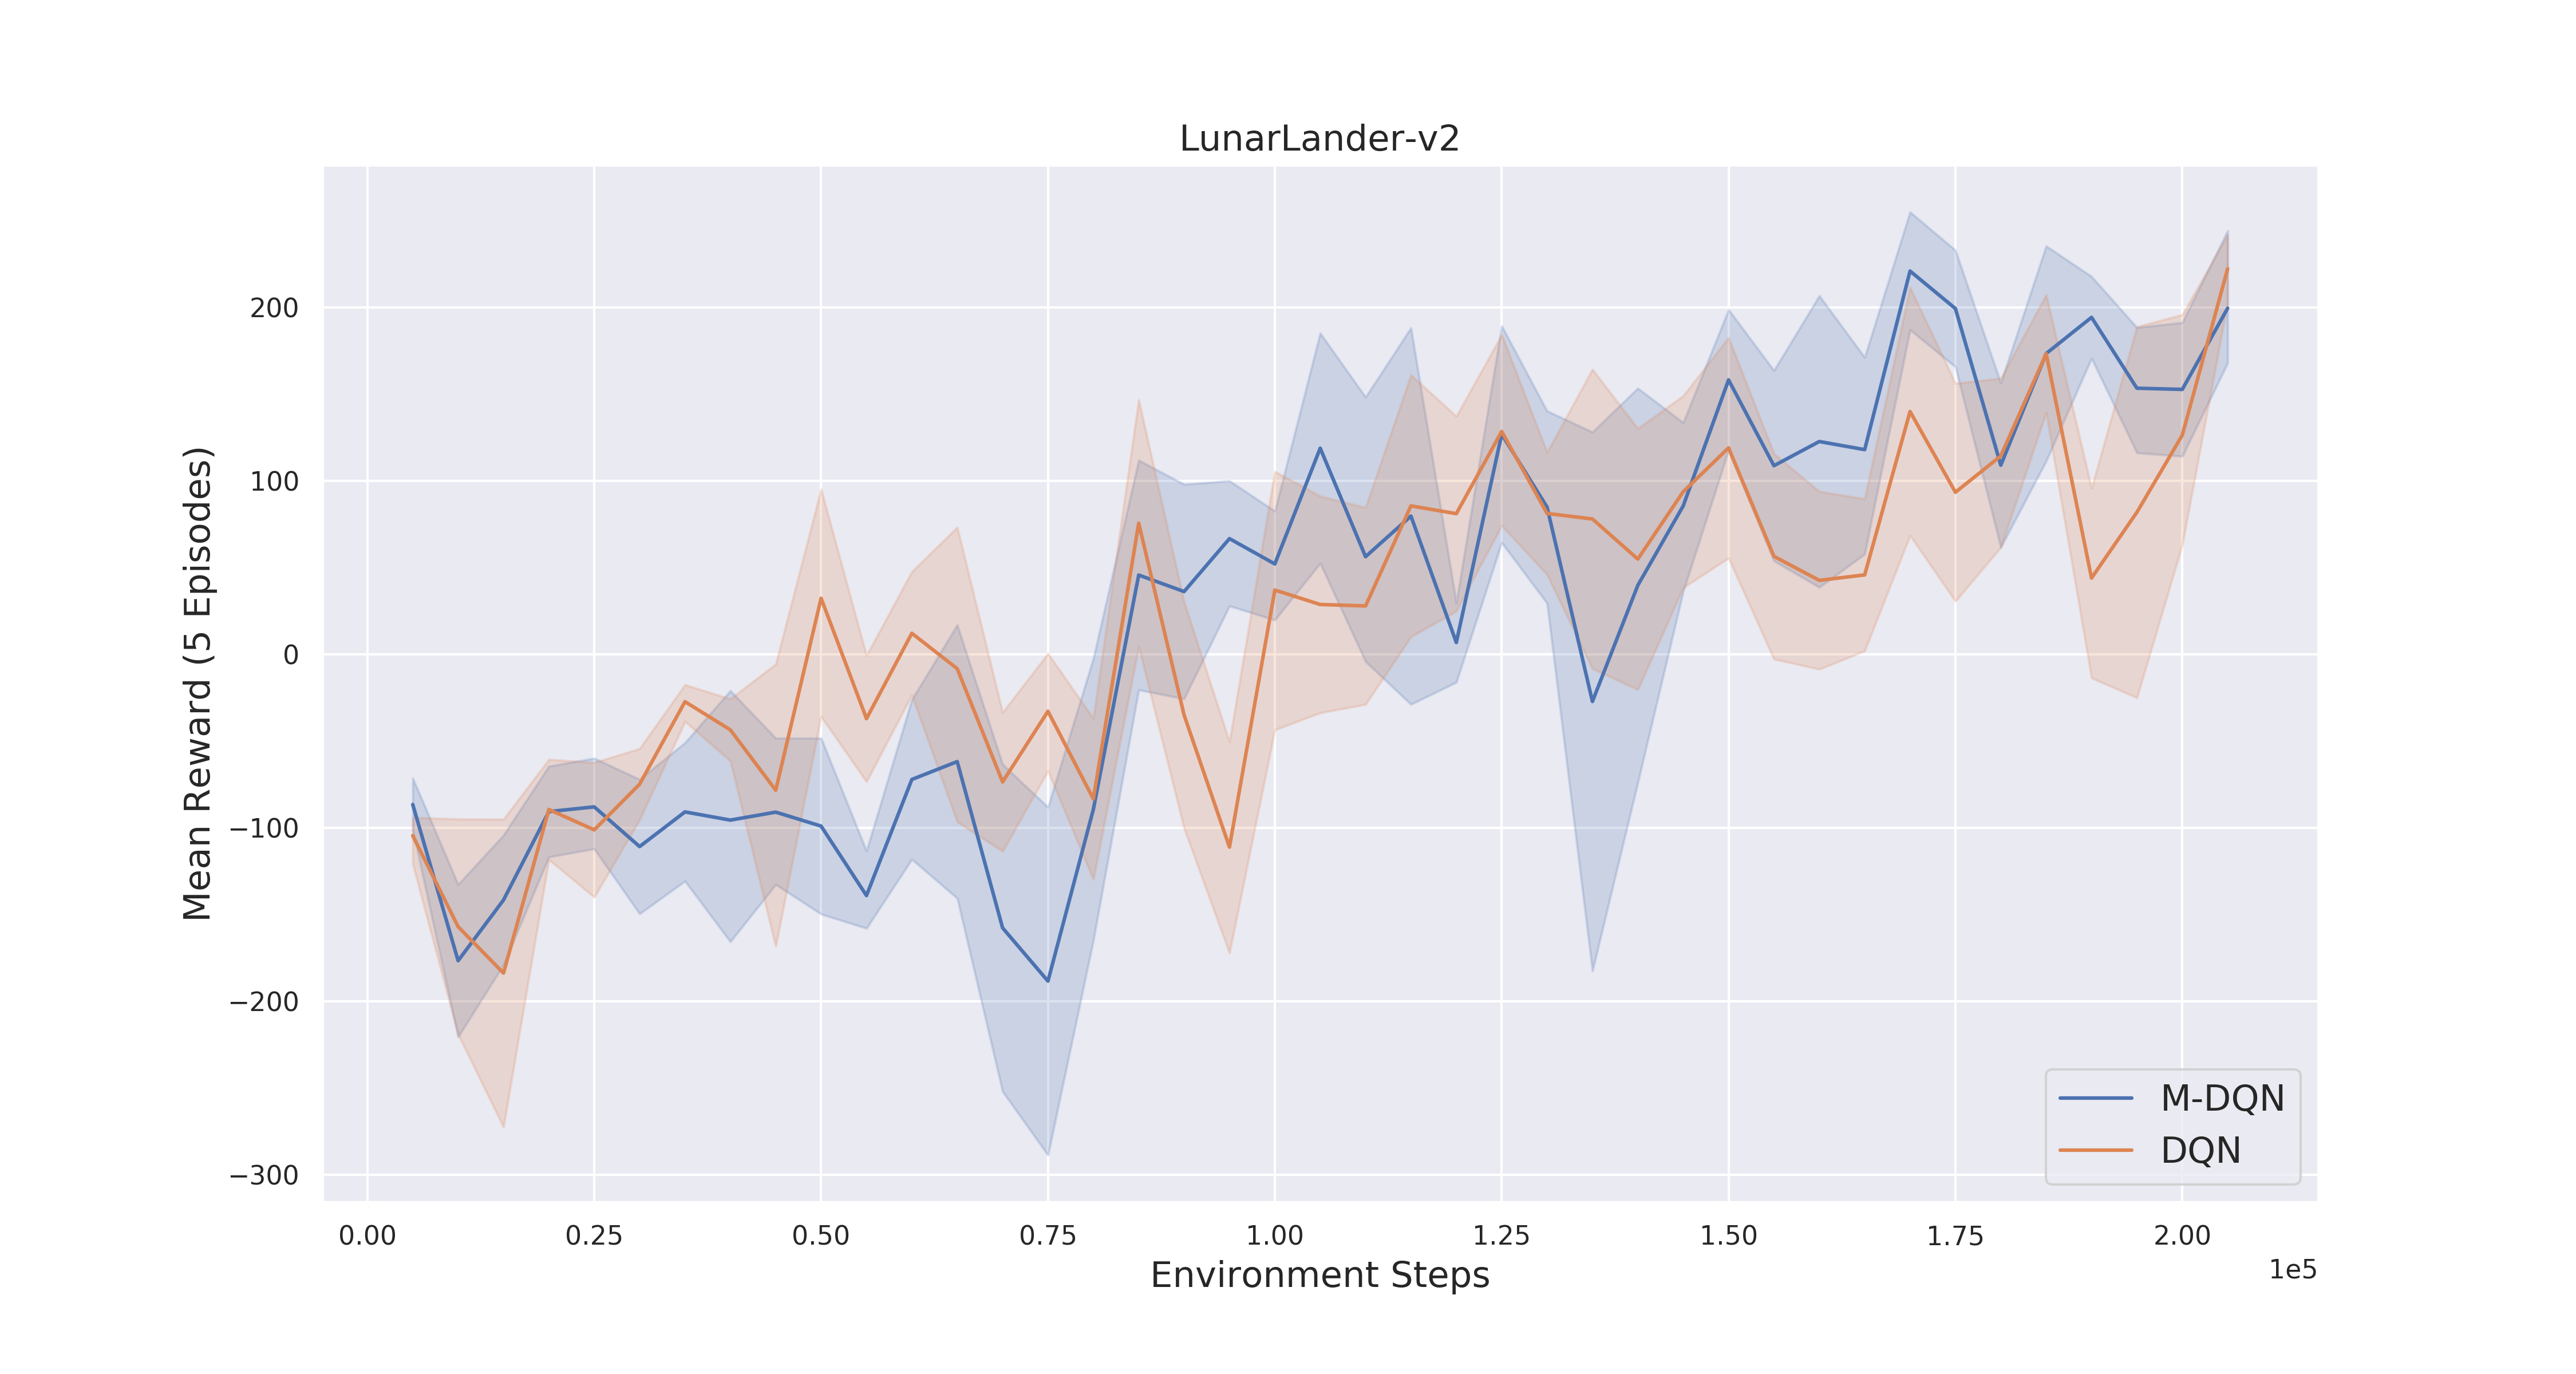 LunarLander-v2
Mean Reward (5 Episodes)
200
100
0
−100
−200
−300
0.00 0.25 0.50 0.75 1.00 1.25 1.50 1.75 2.00
1e5
Environment Steps
M-DQN
DQN